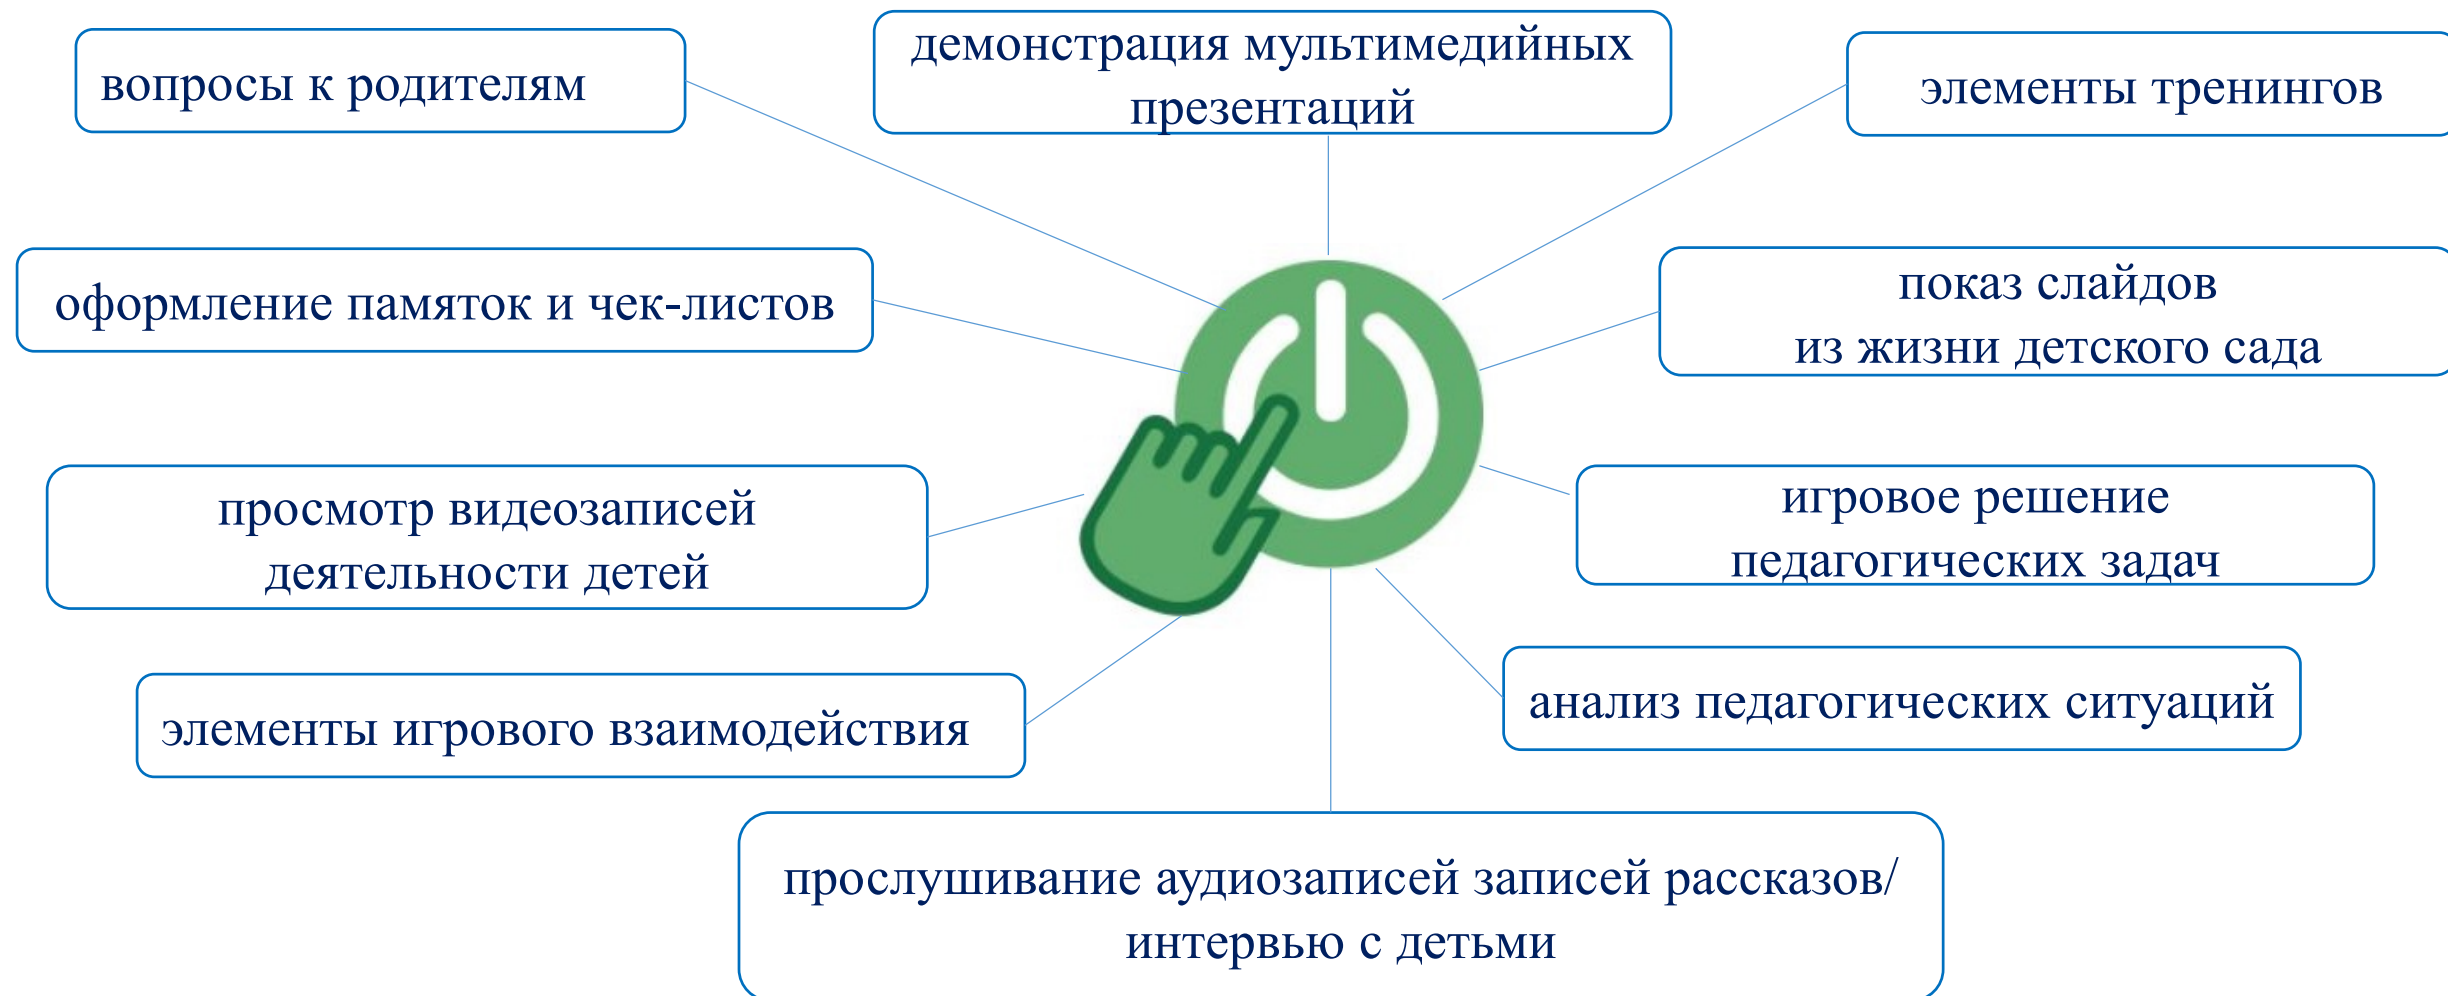 вопросы к родителям
демонстрация мультимедийных
презентаций
элементы тренингов
оформление памяток и чек-листов
показ слайдов
из жизни детского сада
просмотр видеозаписей
деятельности детей
игровое решение
педагогических задач
элементы игрового взаимодействия
анализ педагогических ситуаций
прослушивание аудиозаписей записей рассказов/
интервью с детьми